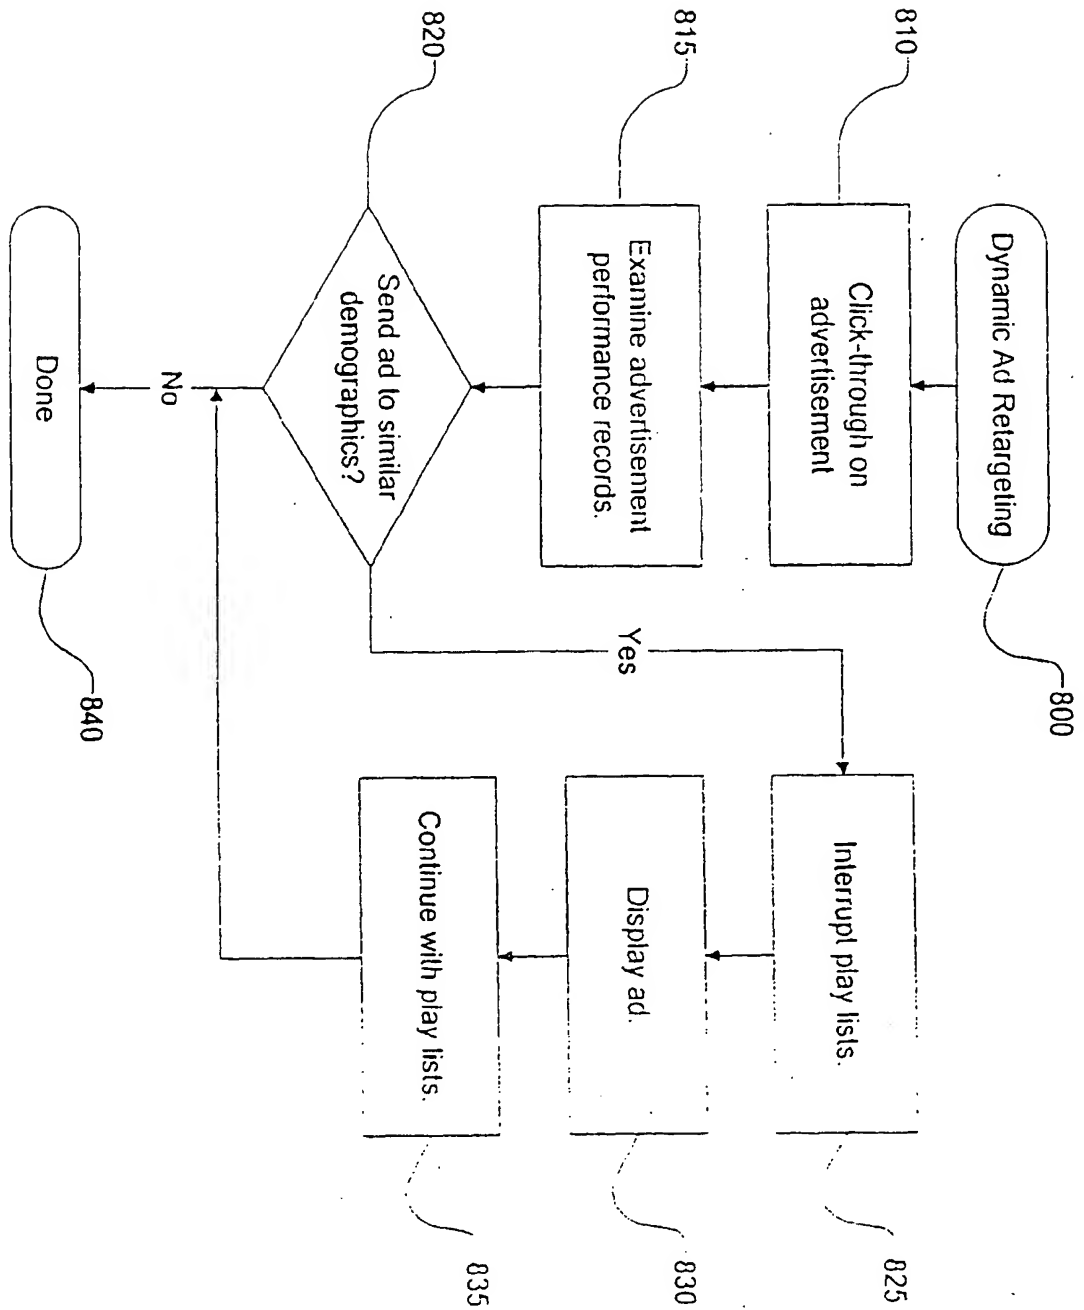 800
Dynamic Ad Retargeting
810
Click-through on
advertisement
815
Examine advertisement
performance records.
820
Send ad to similar
demographics?
Yes
No
825
Interrupt play lists.
830
Display ad.
835
Continue with play lists.
Done
840